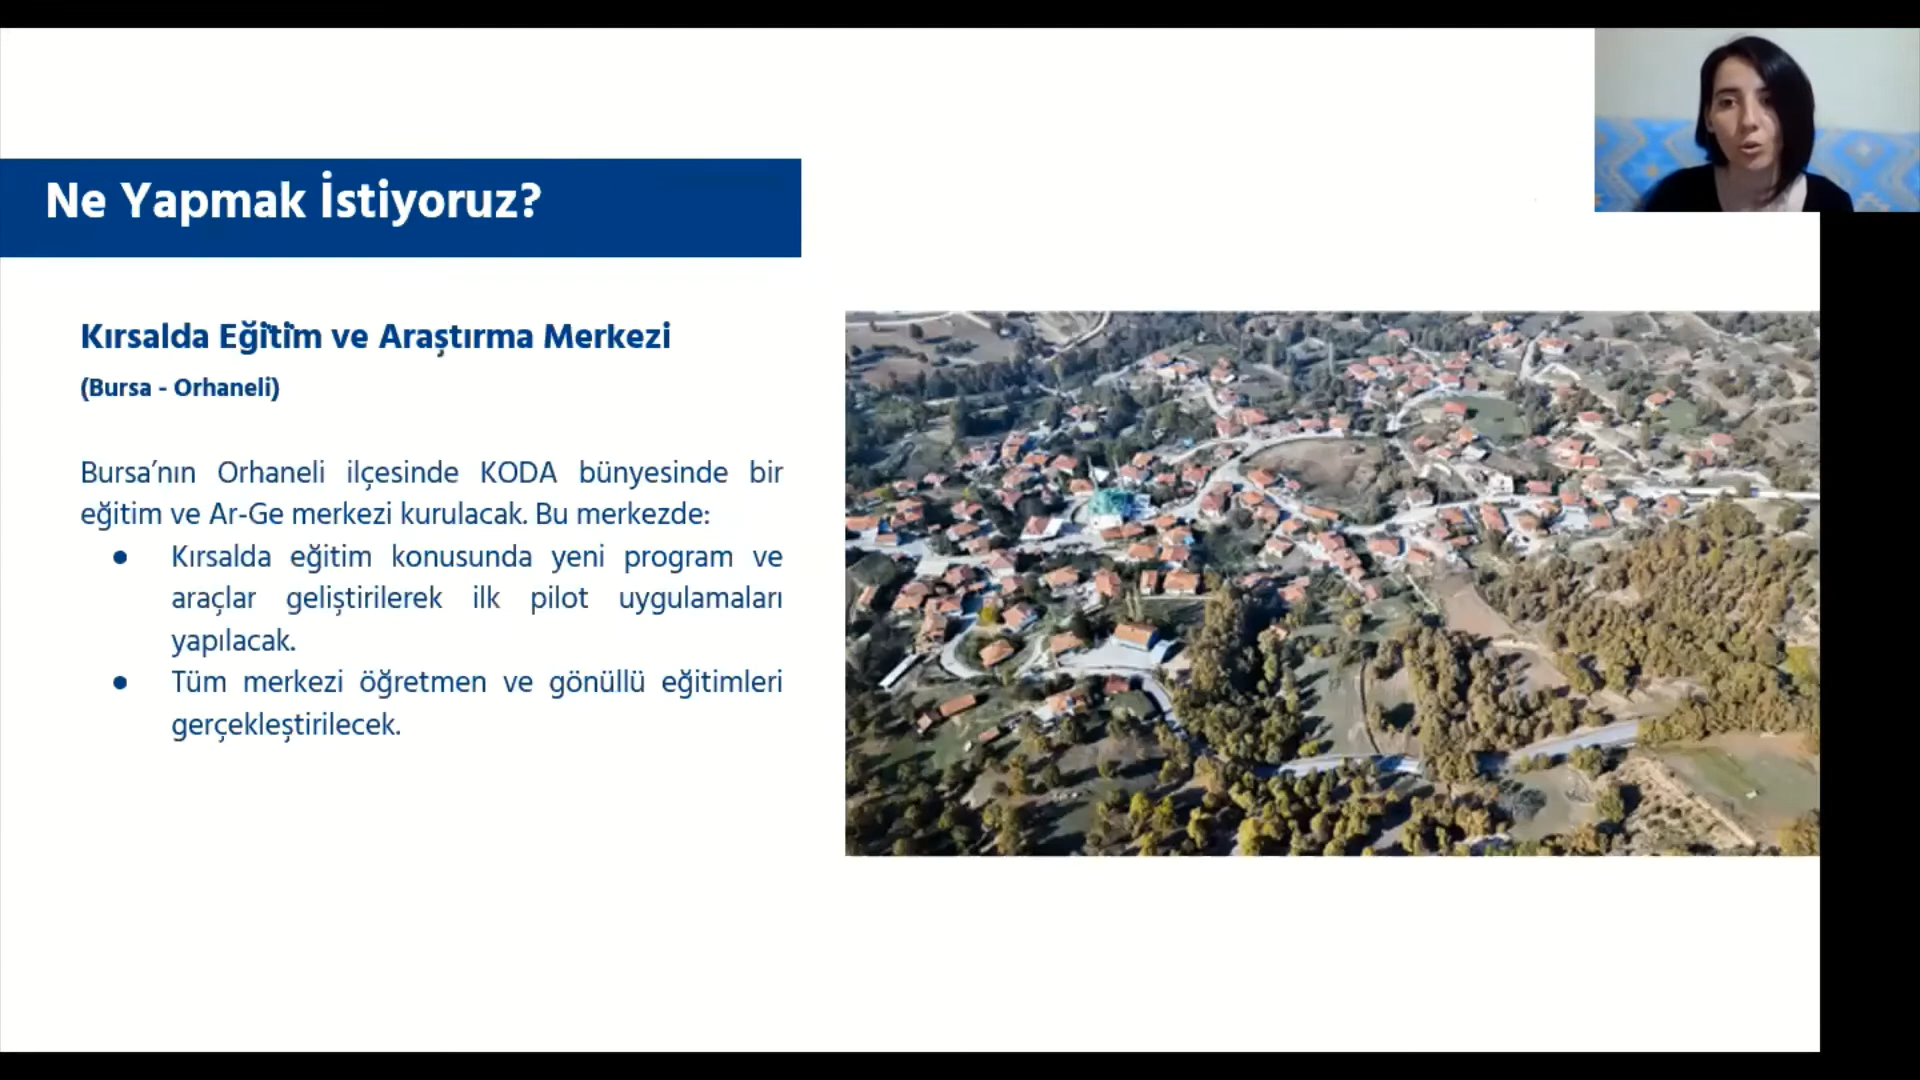 Ne Yapmak İstiyoruz?
Kırsalda Eğitim ve Araştırma Merkezi
(Bursa - Orhaneli)
Bursa’nın Orhaneli ilçesinde KODA bünyesinde bir
eğitim ve Ar-Ge merkezi kurulacak. Bu merkezde:
● Kırsalda eğitim konusunda yeni program ve
araçlar geliştirilerek ilk pilot uygulamaları
yapılacak.
● Tüm merkezi öğretmen ve gönüllü eğitimleri
gerçekleştirilecek.